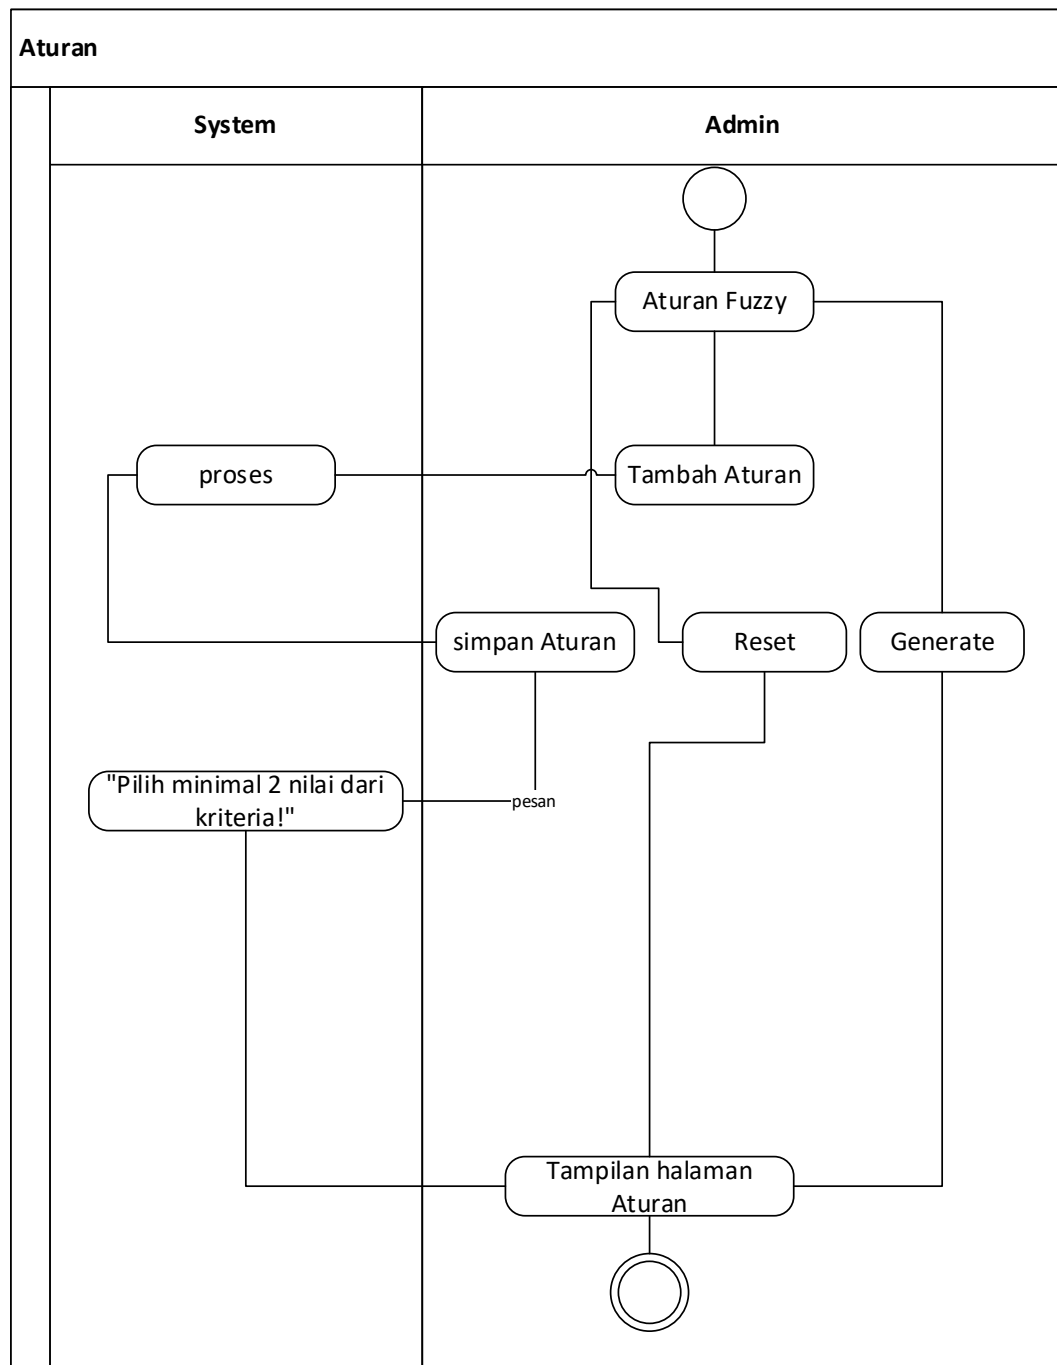 Aturan
System
Admin
Aturan Fuzzy
proses
Tambah Aturan
simpan Aturan
Reset
Generate
"Pilih minimal 2 nilai dari
kriteria!"
pesan
Tampilan halaman
Aturan